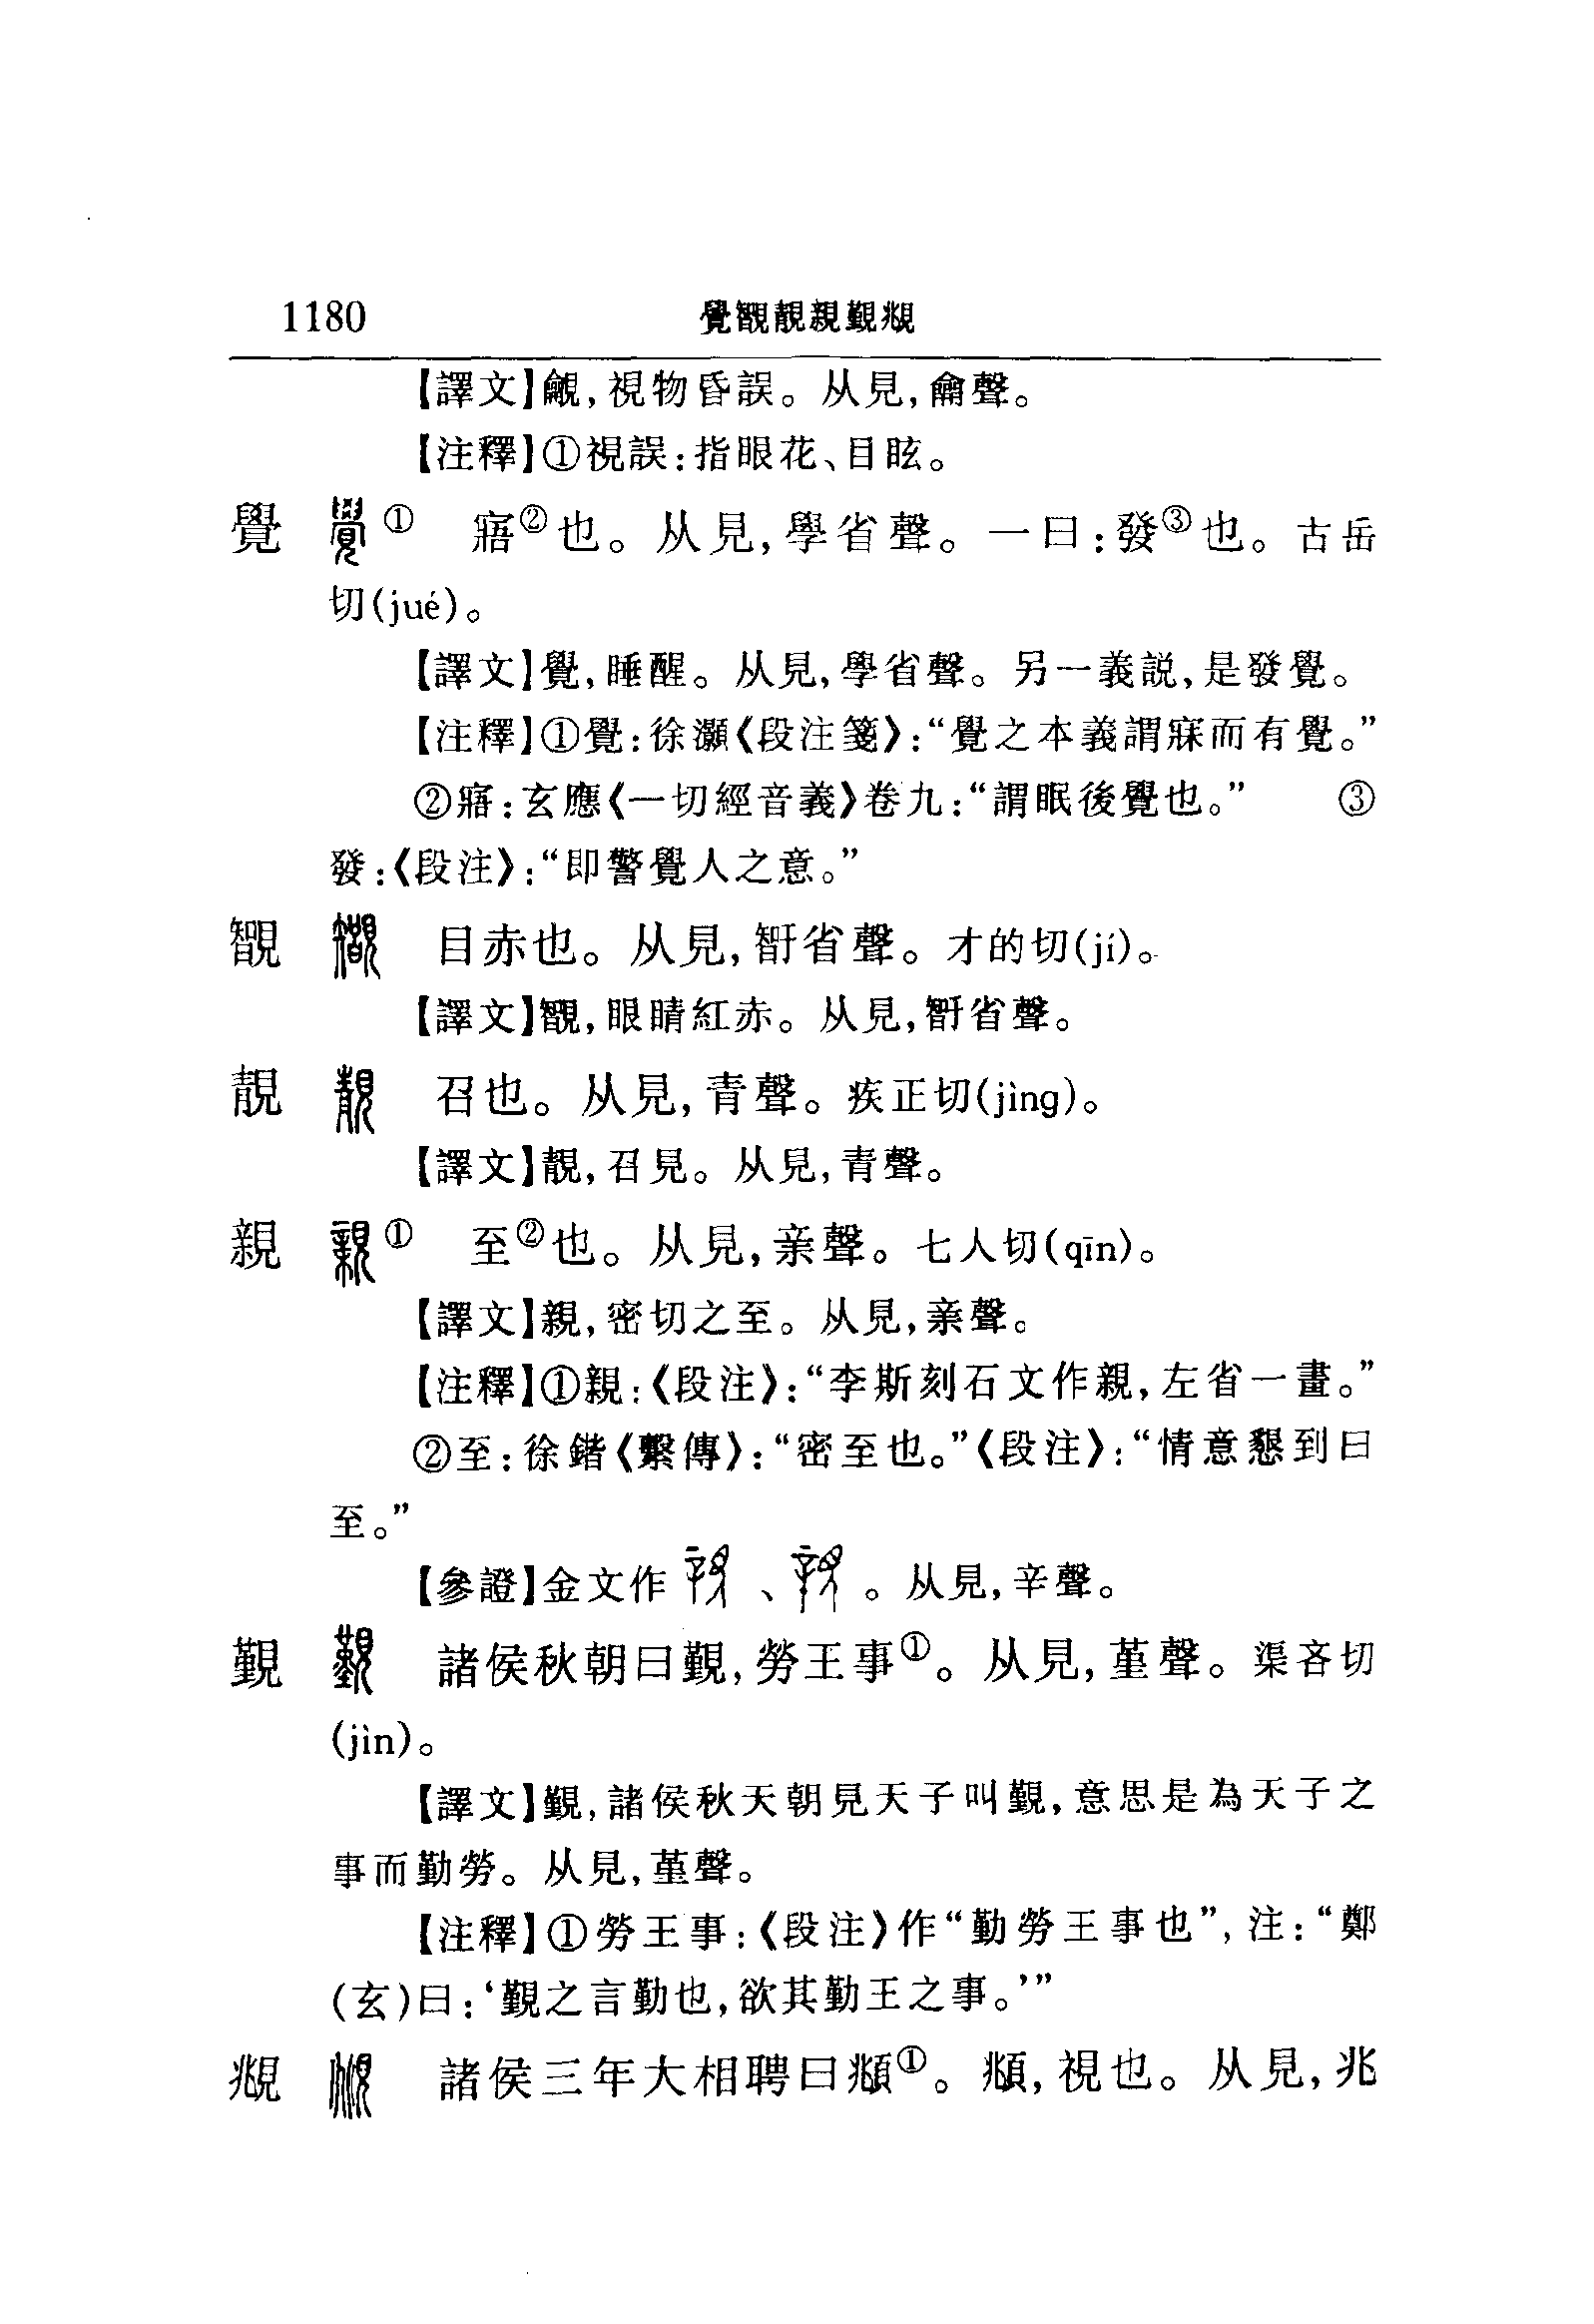 1180 覺䚉靚親覲覜
【譯文】覦,視物昏誤。从見,龠聲。
【注釋】①視誤:指眼花、目眩。
覺 ① 寤②也。从見,學省聲。一曰:發③也。古岳
切(jué)。
【譯文】覺,睡醒。从見,學省聲。另一義説,是發覺。
【注釋】①覺:徐灝《段注箋》:“覺之本義謂寐而有覺。”
②寤:玄應《一切經音義》卷九:“謂眠後覺也。” ③
發:《段注》:“即警覺人之意。”
目赤也。从見,省聲。才的切(jí)。
【譯文】,眼睛紅赤。从見,省聲。
靚 召也。从見,青聲。疾正切(jìng)。
【譯文】靚,召見。从見,青聲。
親 ① 至②也。从見,亲聲。七人切(qīn)。
【譯文】親,密切之至。从見,亲聲。
【注釋】①親:《段注》:“李斯刻石文作親,左省一畫。”
②至:徐鍇《繫傳》:“密至也。”《段注》:“情意懇到曰
至。”
【參證】金文作 、 。从見,辛聲。
覲 諸侯秋朝曰覲,勞王事①。从見,堇聲。渠吝切
(jìn)。
【譯文】覲,諸侯秋天朝見天子叫覲,意思是為天子之
事而勤勞。从見,堇聲。
【注釋】①勞王事:《段注》作“勤勞王事也”,注:“鄭
(玄)曰:‘覲之言勤也,欲其勤王之事。’”
覜 諸侯三年大相聘曰頫①。頫,視也。从見,兆